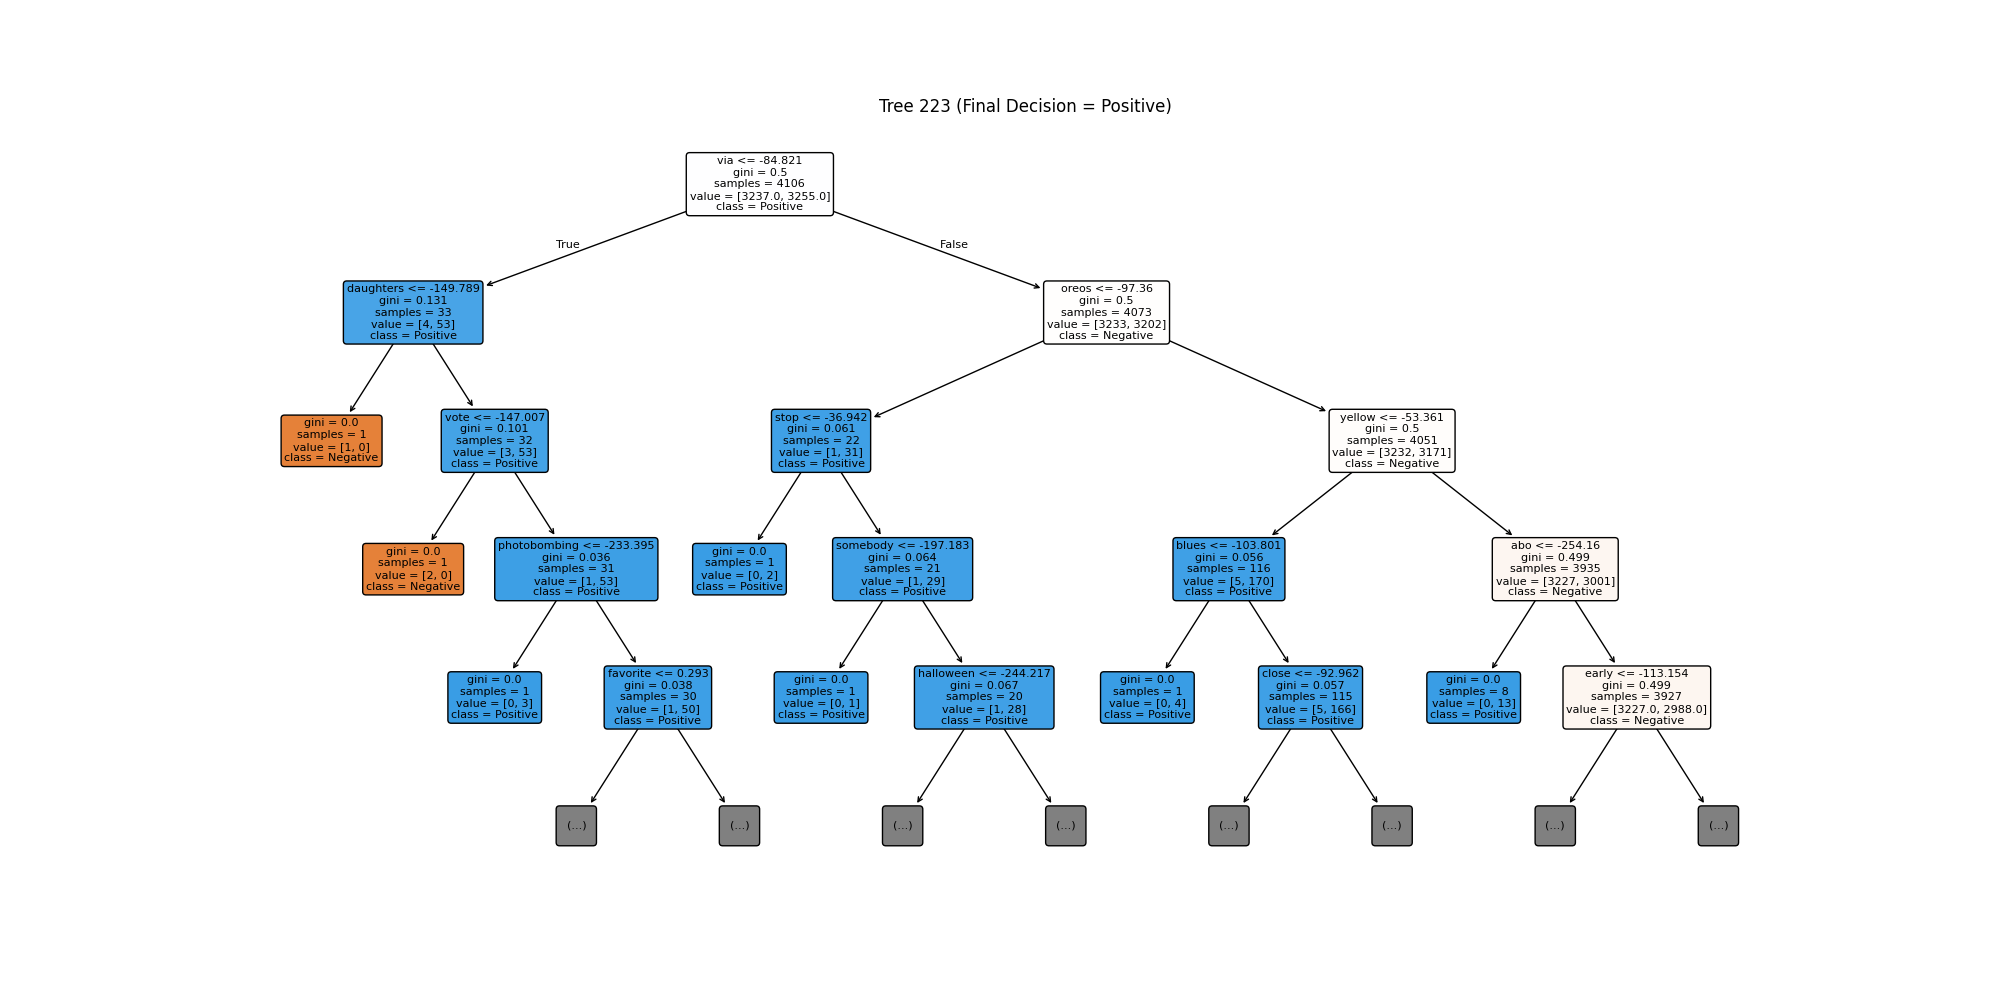 Tree 223 (Final Decision = Positive)
via <= -84.821
gini = 0.5
samples = 4106
value = [3237.0, 3255.0]
class = Positive
True
False
daughters <= -149.789
gini = 0.131
samples = 33
value = [4, 53]
class = Positive
oreos <= -97.36
gini = 0.5
samples = 4073
value = [3233, 3202]
class = Negative
gini = 0.0
samples = 1
value = [1, 0]
class = Negative
vote <= -147.007
gini = 0.101
samples = 32
value = [3, 53]
class = Positive
stop <= -36.942
gini = 0.061
samples = 22
value = [1, 31]
class = Positive
yellow <= -53.361
gini = 0.5
samples = 4051
value = [3232, 3171]
class = Negative
gini = 0.0
samples = 1
value = [2, 0]
class = Negative
photobombing <= -233.395
gini = 0.036
samples = 31
value = [1, 53]
class = Positive
gini = 0.0
samples = 1
value = [0, 2]
class = Positive
somebody <= -197.183
gini = 0.064
samples = 21
value = [1, 29]
class = Positive
blues <= -103.801
gini = 0.056
samples = 116
value = [5, 170]
class = Positive
abo <= -254.16
gini = 0.499
samples = 3935
value = [3227, 3001]
class = Negative
gini = 0.0
samples = 1
value = [0, 3]
class = Positive
favorite <= 0.293
gini = 0.038
samples = 30
value = [1, 50]
class = Positive
gini = 0.0
samples = 1
value = [0, 1]
class = Positive
halloween <= -244.217
gini = 0.067
samples = 20
value = [1, 28]
class = Positive
gini = 0.0
samples = 1
value = [0, 4]
class = Positive
close <= -92.962
gini = 0.057
samples = 115
value = [5, 166]
class = Positive
gini = 0.0
samples = 8
value = [0, 13]
class = Positive
early <= -113.154
gini = 0.499
samples = 3927
value = [3227.0, 2988.0]
class = Negative
(...)
(...)
(...)
(...)
(...)
(...)
(...)
(...)